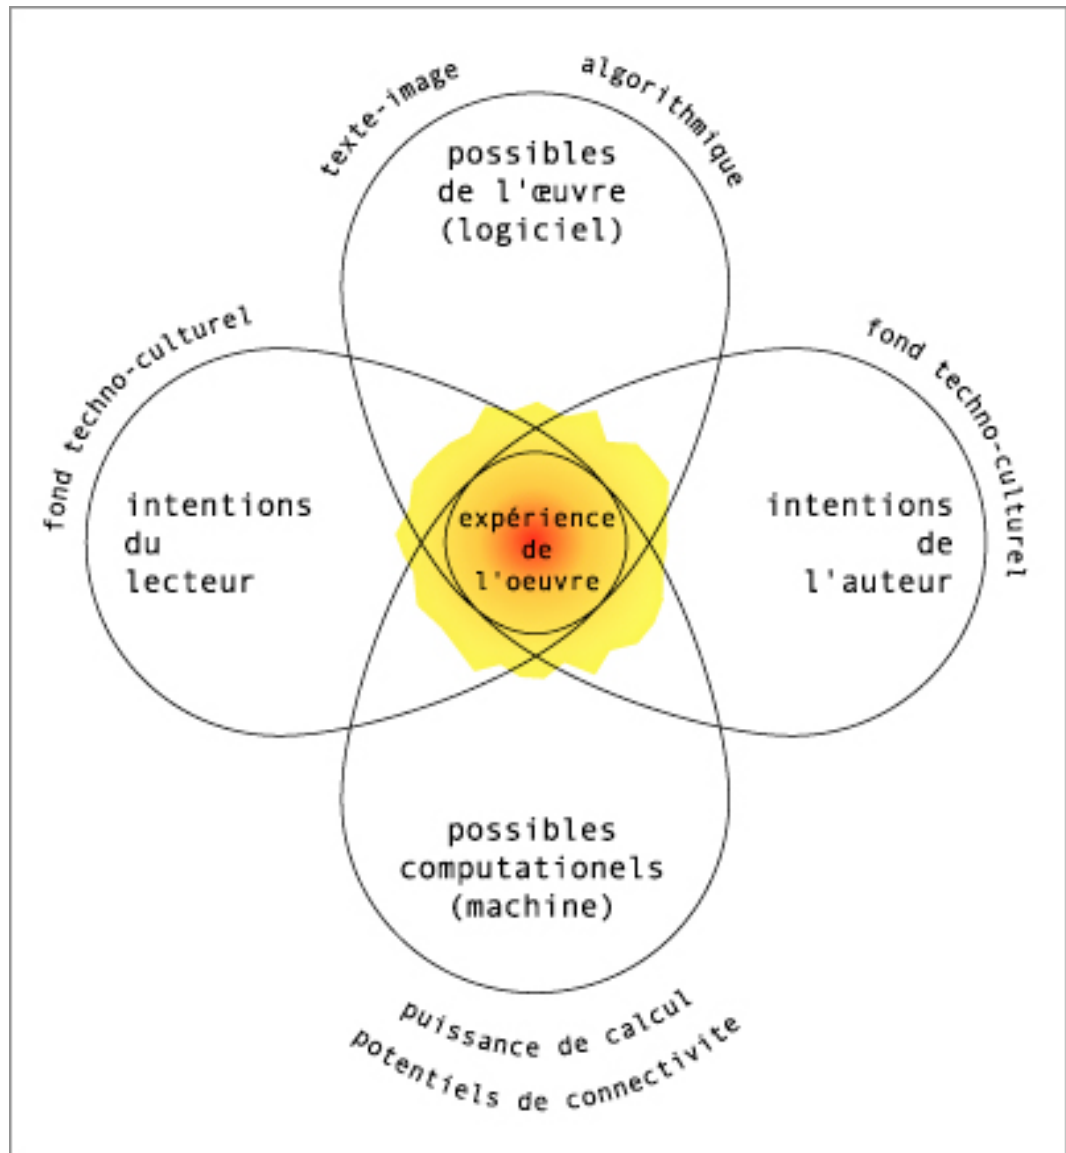 texte-image
algorithmique
possibles
de l'œuvre
(logiciel)
fond techno-culturel
fond techno-culturel
intentions
du
lecteur
expérience
de
l'oeuvre
intentions
de
l'auteur
possibles
computationels
(machine)
puissance de calcul
potentiels de connectivite